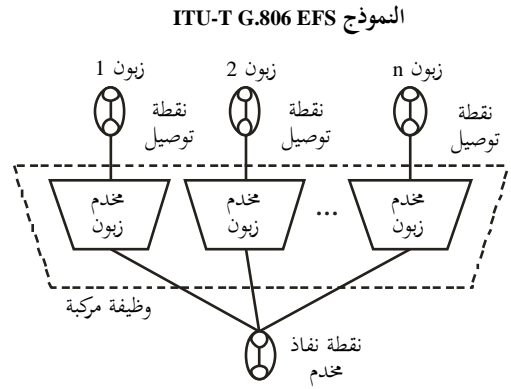 النموذج ITU-T G.806 EFS
زبون 1
زبون 2
زبون n
نقطة
توصيل
نقطة
توصيل
نقطة
توصيل
مخدم
زبون
مخدم
زبون
...
مخدم
زبون
وظيفة مركبة
نقطة نفاذ
مخدم